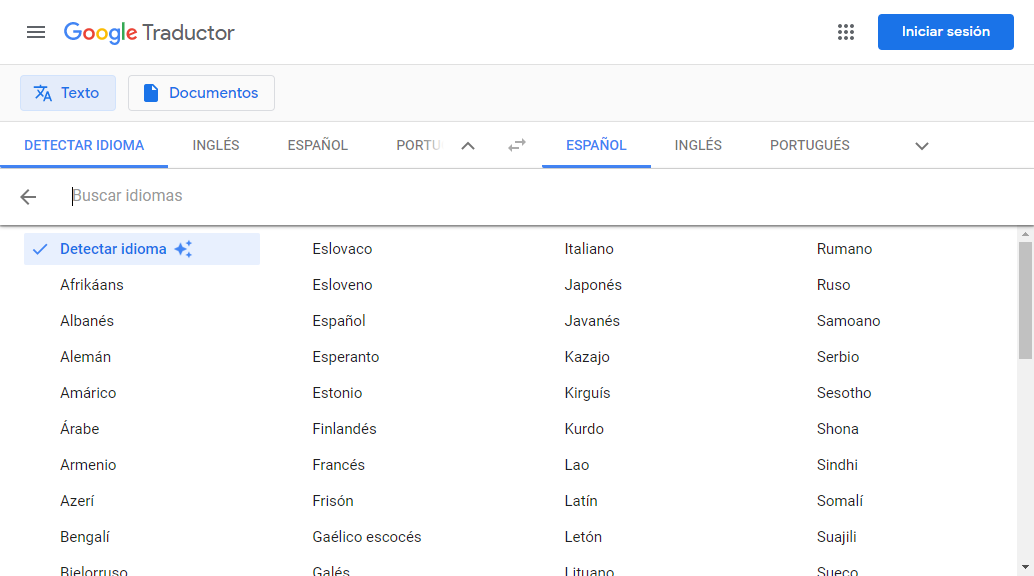 Google Traductor
Iniciar sesión
Texto
Documentos
DETECTAR IDIOMA INGLÉS ESPAÑOL PORTU ESPAÑOL INGLÉS PORTUGUÉS
Buscar idiomas
Detectar idioma Eslovaco Italiano Rumano
Afrikáans Esloveno Japonés Ruso
Albanés Español Javanés Samoano
Alemán Esperanto Kazajo Serbio
Amárico Estonio Kirguís Sesotho
Árabe Finlandés Kurdo Shona
Armenio Francés Lao Sindhi
Azerí Frisón Latín Somalí
Bengalí Gaélico escocés Letón Suajili
Bielorruso Galés Lituano Sueco